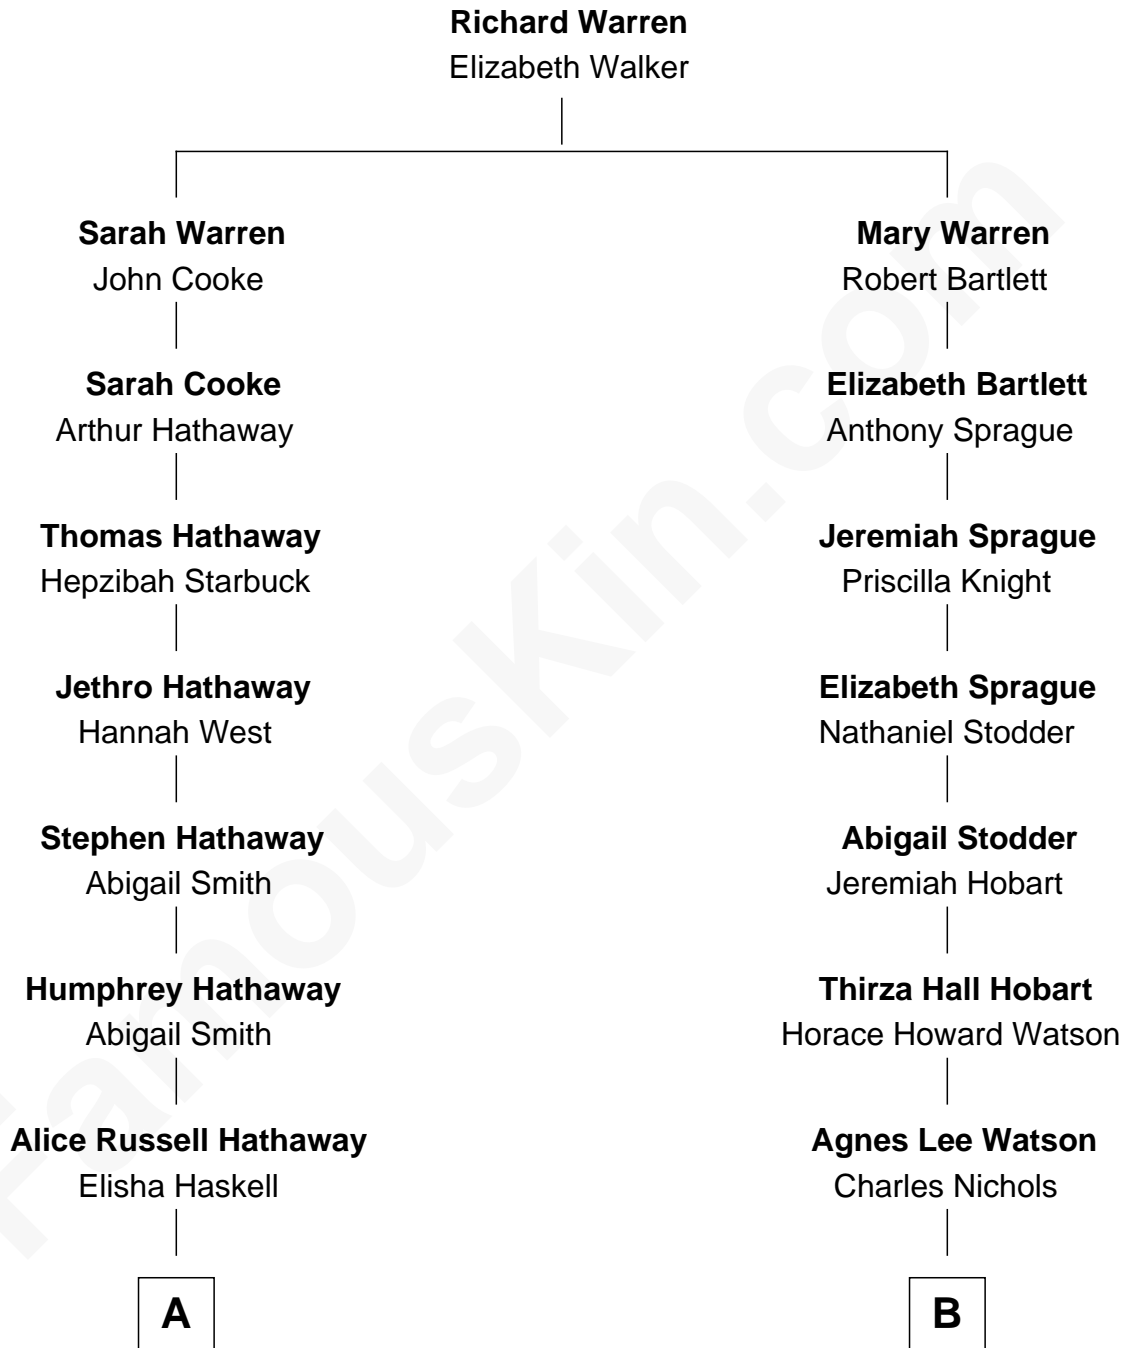 Richard Warren
Elizabeth Walker
Sarah Warren
John Cooke
Mary Warren
Robert Bartlett
Sarah Cooke
Arthur Hathaway
Elizabeth Bartlett
Anthony Sprague
Thomas Hathaway
Hepzibah Starbuck
Jeremiah Sprague
Priscilla Knight
Jethro Hathaway
Hannah West
Elizabeth Sprague
Nathaniel Stodder
Stephen Hathaway
Abigail Smith
Abigail Stodder
Jeremiah Hobart
Humphrey Hathaway
Abigail Smith
Thirza Hall Hobart
Horace Howard Watson
Alice Russell Hathaway
Elisha Haskell
Agnes Lee Watson
Charles Nichols
A
B
FamousKin.com